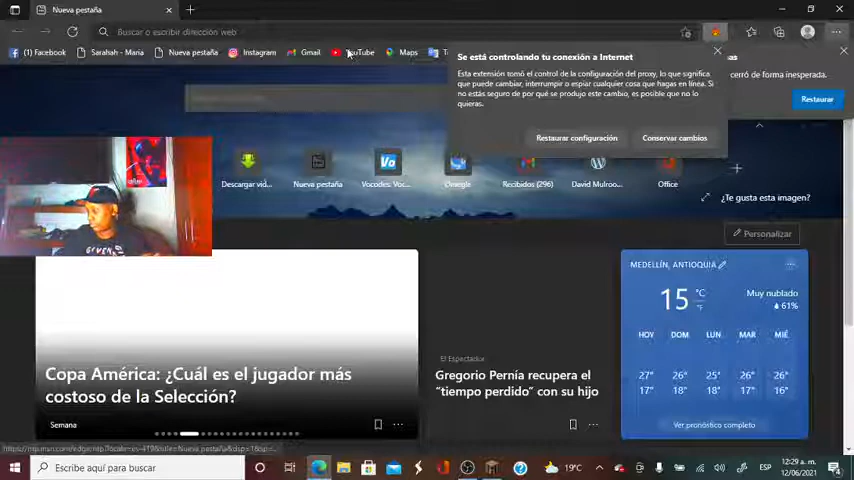 Nueva pestaña
Buscar o escribir dirección web
(1) Facebook
Sarahah - Maria
Nueva pestaña
Instagram
Gmail
YouTube
Maps
Se está controlando tu conexión a Internet
Esta extensión tomó el control de la configuración del proxy, lo que significa
que puede cambiar, interrumpir o espiar cualquier cosa que hagas en línea. Si
no estás seguro de por qué se produjo este cambio, es posible que no lo
quieras.
Restaurar configuración
Conservar cambios
cerró de forma inesperada.
Restaurar
Descargar vid...
Nueva pestaña
Vo
Vocodes: Voc...
Omegle
Recibidos (296)
David Mulroo...
Office
¿Te gusta esta imagen?
Personalizar
GIVEN
Copa América: ¿Cuál es el jugador más
costoso de la Selección?
Semana
El Espectador
Gregorio Pernía recupera el
"tiempo perdido" con su hijo
MEDELLÍN, ANTIOQUIA
15 °C
°F
Muy nublado
61%
HOY DOM LUN MAR MIÉ
27° 26° 25° 26° 26°
17° 18° 18° 17° 16°
Ver pronóstico completo
Escribe aquí para buscar
19°C
ESP
12:29 a. m.
12/06/2021
4